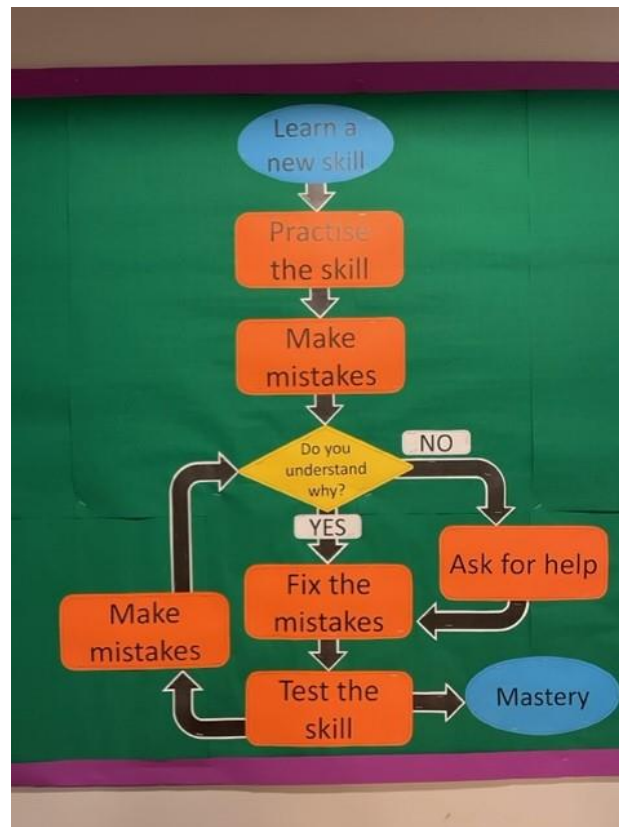 Learn a
new skill
Practise
the skill
Make
mistakes
Do you
understand
why?
NO
YES
Ask for help
Fix the
mistakes
Make
mistakes
Test the
skill
Mastery